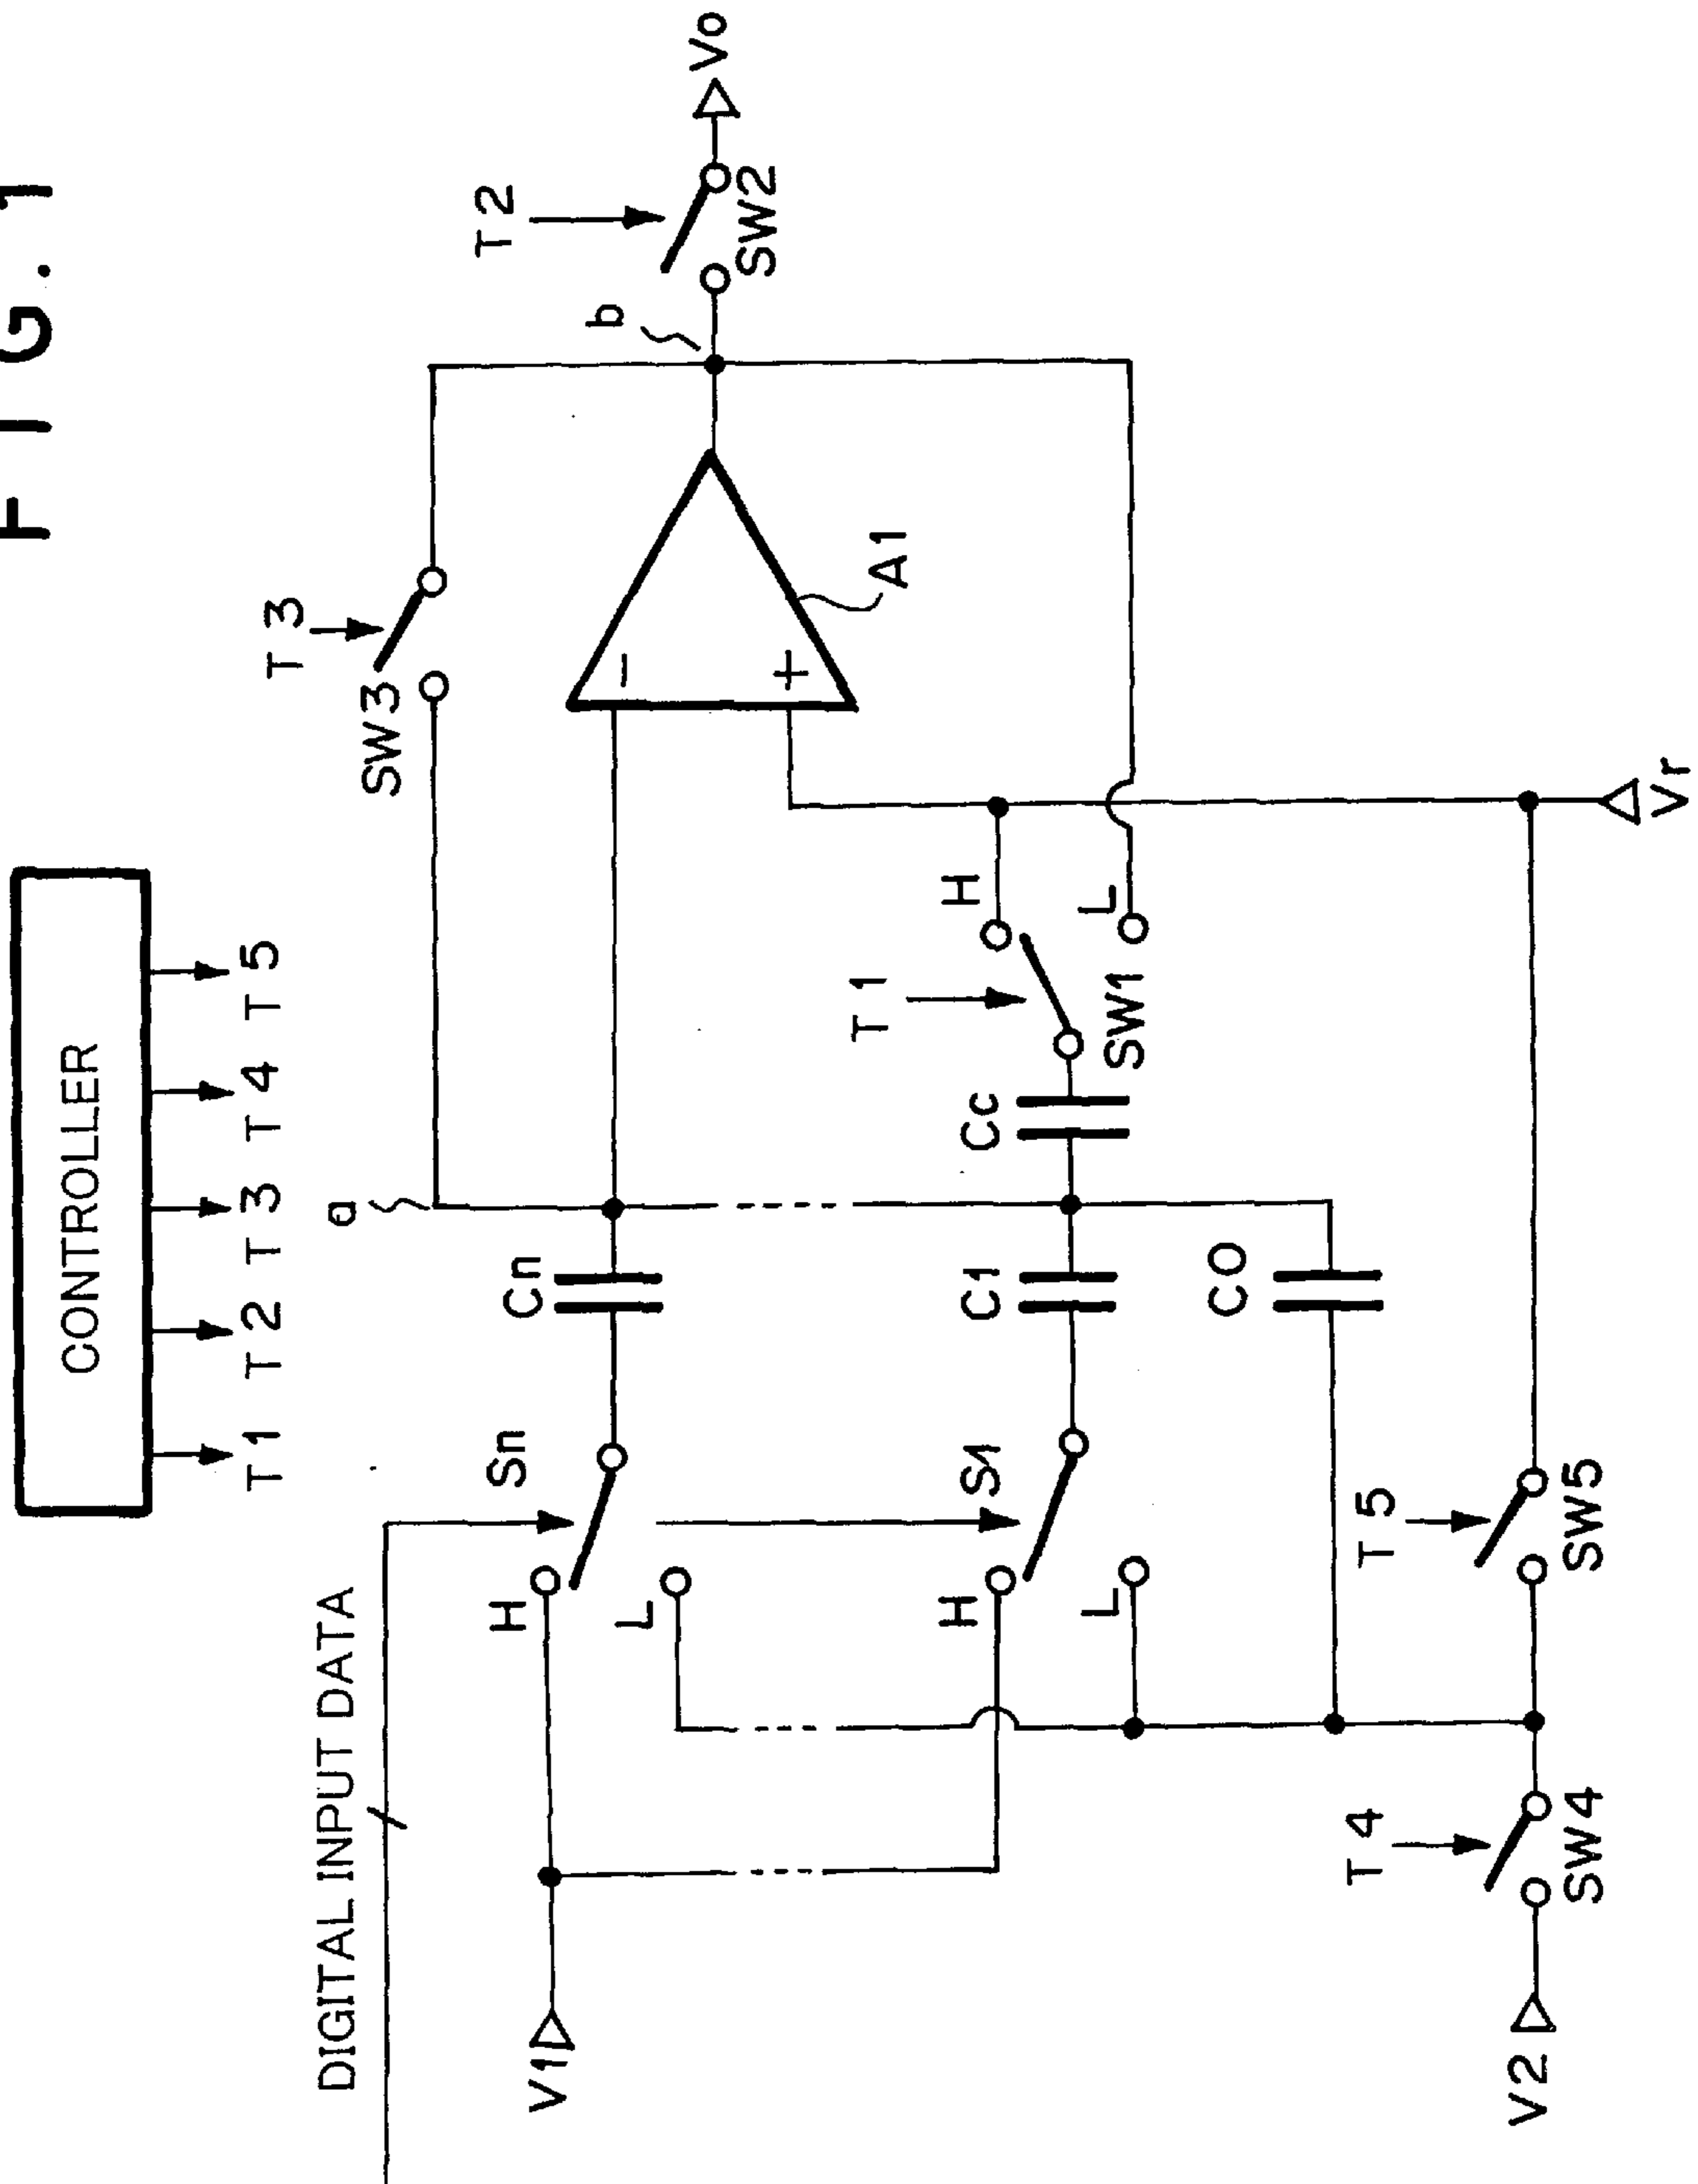 FIG. 1
CONTROLLER
T1 T2 T3 T4 T5
DIGITAL INPUT DATA
a
SW3
T3
T2
b
SW2
Vo
V1
H
Sn
Cn
L
A1
−
+
H
S1
C1
Cc
T1
SW1
H
L
L
C0
T4
T5
V2
SW4
SW5
Vr